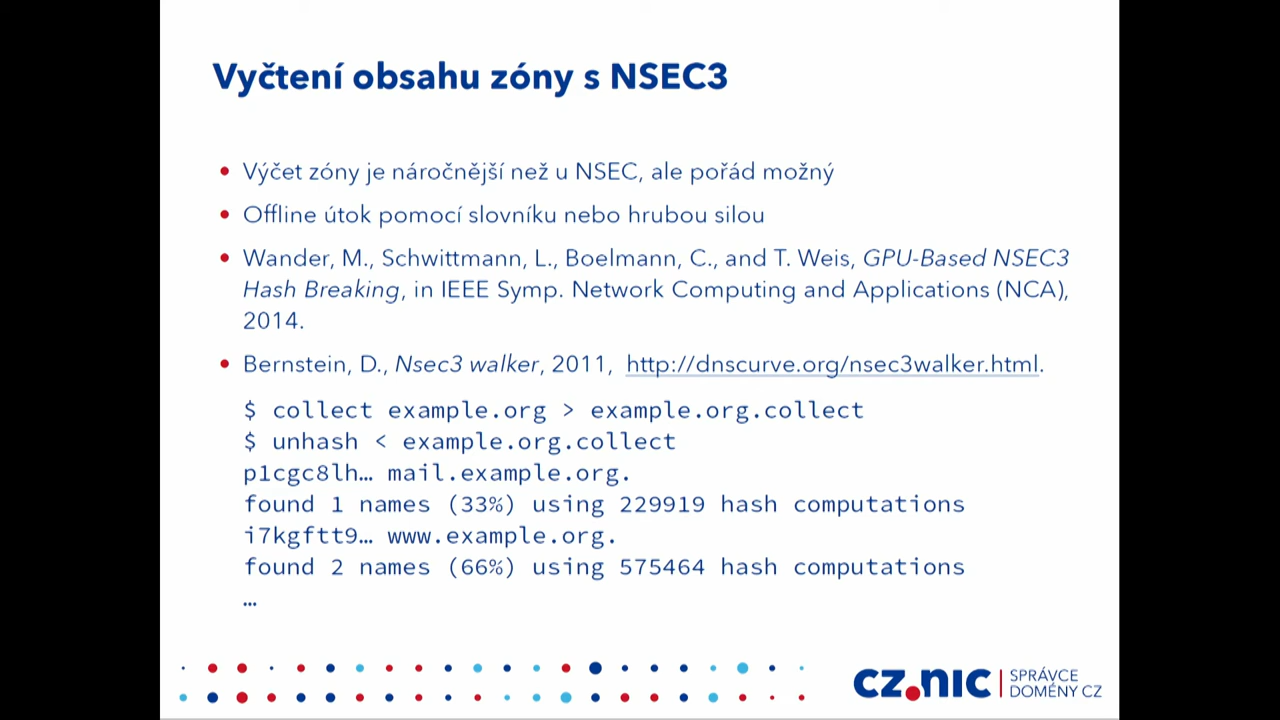 Vyčtení obsahu zóny s NSEC3
• Výčet zóny je náročnější než u NSEC, ale pořád možný
• Offline útok pomocí slovníku nebo hrubou silou
• Wander, M., Schwittmann, L., Boelmann, C., and T. Weis, GPU-Based NSEC3
Hash Breaking, in IEEE Symp. Network Computing and Applications (NCA),
2014.
• Bernstein, D., Nsec3 walker, 2011, http://dnscurve.org/nsec3walker.html.
$ collect example.org > example.org.collect
$ unhash < example.org.collect
p1cgc8lh… mail.example.org.
found 1 names (33%) using 229919 hash computations
i7kgftt9… www.example.org.
found 2 names (66%) using 575464 hash computations
…
cz.nic
SPRÁVCE
DOMÉNY CZ